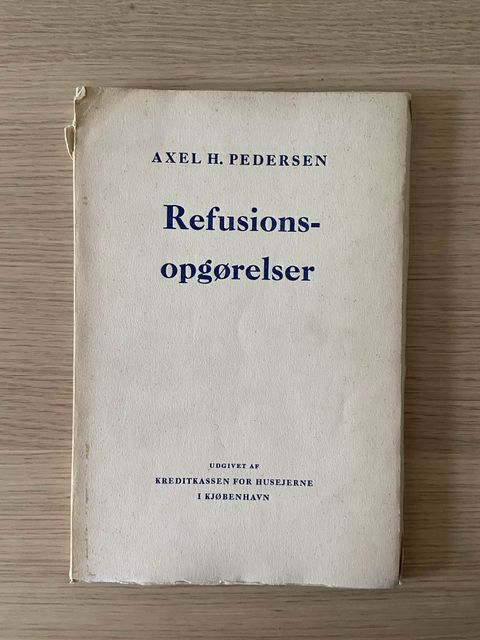 AXEL H. PEDERSEN
Refusions-
opgørelser
UDGIVET AF
KREDITKASSEN FOR HUSEJERNE
I KJØBENHAVN